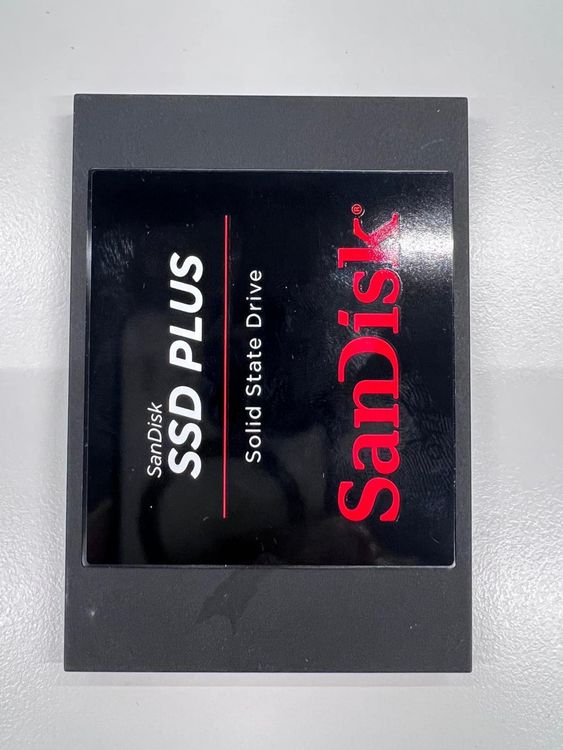 SanDisk
SSD PLUS
Solid State Drive
SanDisk®